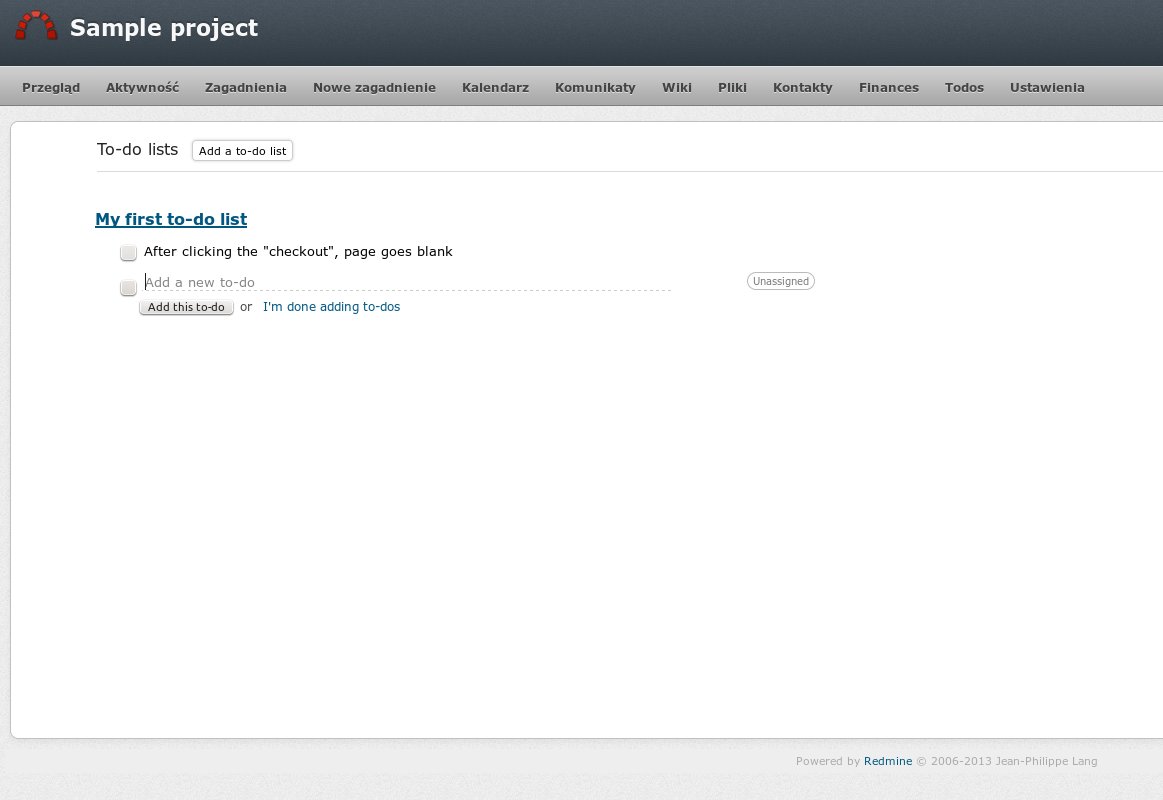 Sample project
Przegląd Aktywność Zagadnienia Nowe zagadnienie Kalendarz Komunikaty Wiki Pliki Kontakty Finances Todos Ustawienia
To-do lists Add a to-do list
My first to-do list
After clicking the "checkout", page goes blank
Add a new to-do Unassigned
Add this to-do or I'm done adding to-dos
Powered by Redmine © 2006-2013 Jean-Philippe Lang